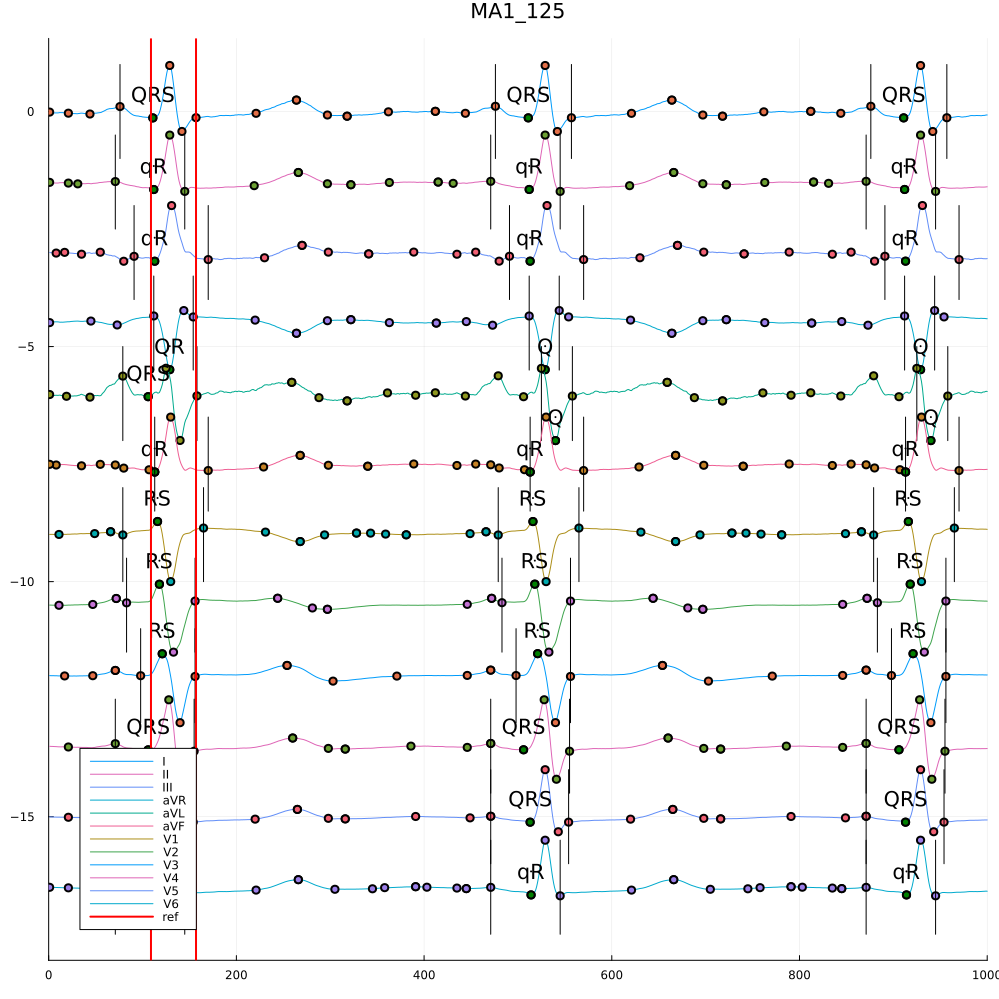 MA1_125
0
QRS QRS QRS
qR qR qR
qR qR qR
−5
QR Q Q
QRS
Q Q
qR qR qR
RS RS RS
RS RS RS
−10
RS RS RS
QRS QRS QRS
I
II
III
aVR
aVL
aVF
V1
V2
V3
V4
V5
V6
ref
−15
QRS QRS
qR qR
0 200 400 600 800 1000